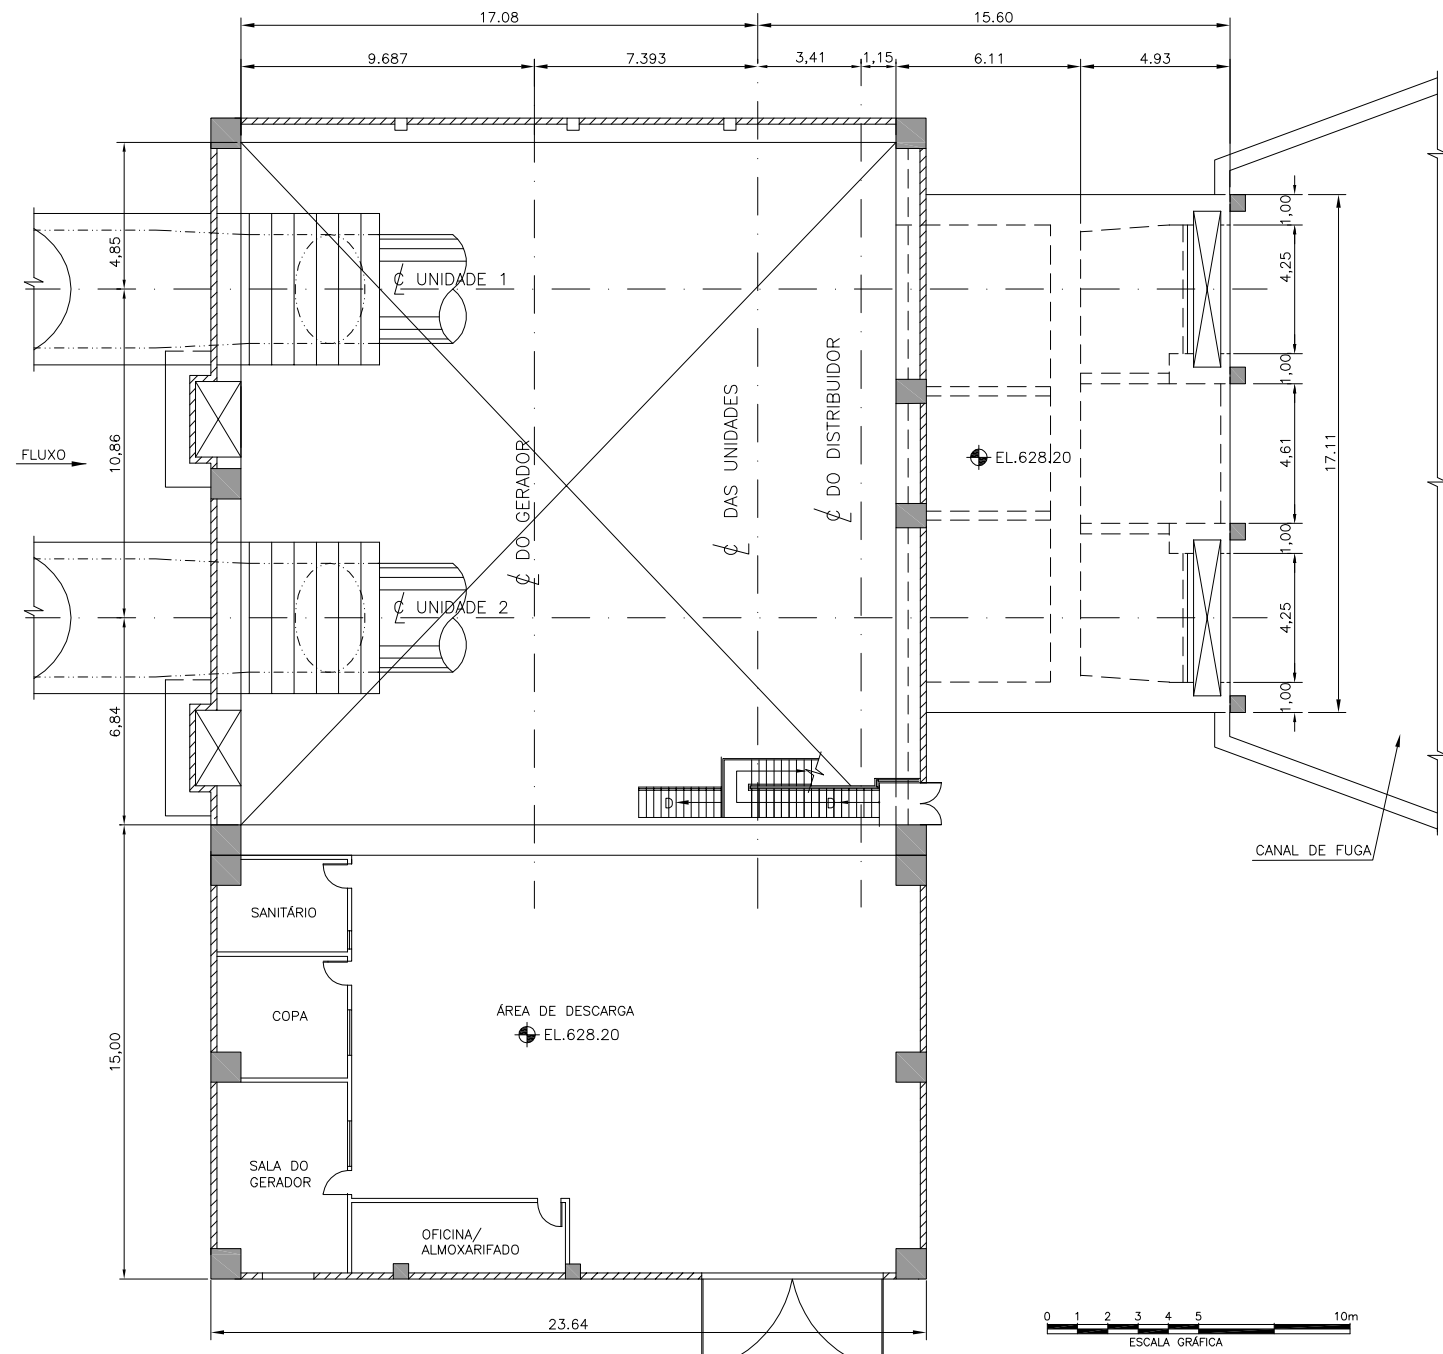 17.08
15.60
9.687
7.393
3,41
1,15
6.11
4.93
4,85
10,86
6,84
15,00
FLUXO
℄ UNIDADE 1
℄ UNIDADE 2
℄ DO GERADOR
℄ DAS UNIDADES
℄ DO DISTRIBUIDOR
EL.628.20
1,00
4,25
1,00
4,61
1,00
4,25
1,00
17.11
D
D
CANAL DE FUGA
SANITÁRIO
COPA
ÁREA DE DESCARGA
EL.628.20
SALA DO
GERADOR
OFICINA/
ALMOXARIFADO
23.64
0 1 2 3 4 5 10m
ESCALA GRÁFICA